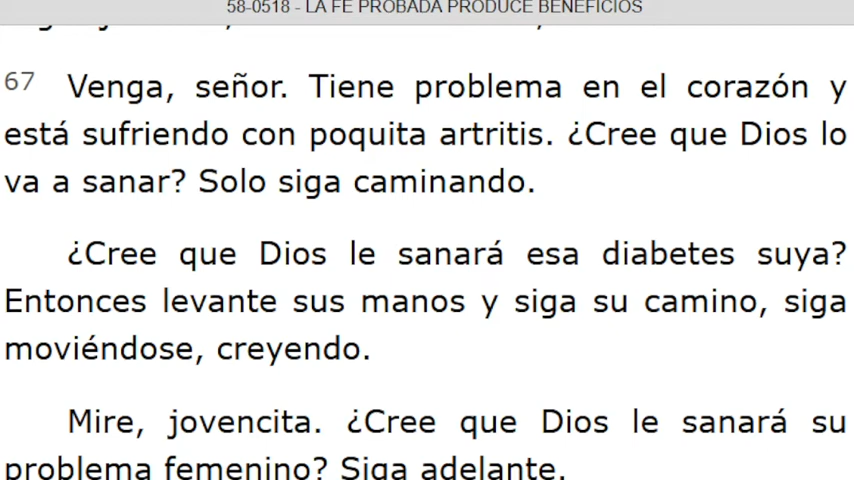 58-0518 - LA FE PROBADA PRODUCE BENEFICIOS
67 Venga, señor. Tiene problema en el corazón y
está sufriendo con poquita artritis. ¿Cree que Dios lo
va a sanar? Solo siga caminando.
¿Cree que Dios le sanará esa diabetes suya?
Entonces levante sus manos y siga su camino, siga
moviéndose, creyendo.
Mire, jovencita. ¿Cree que Dios le sanará su
problema femenino? Siga adelante.